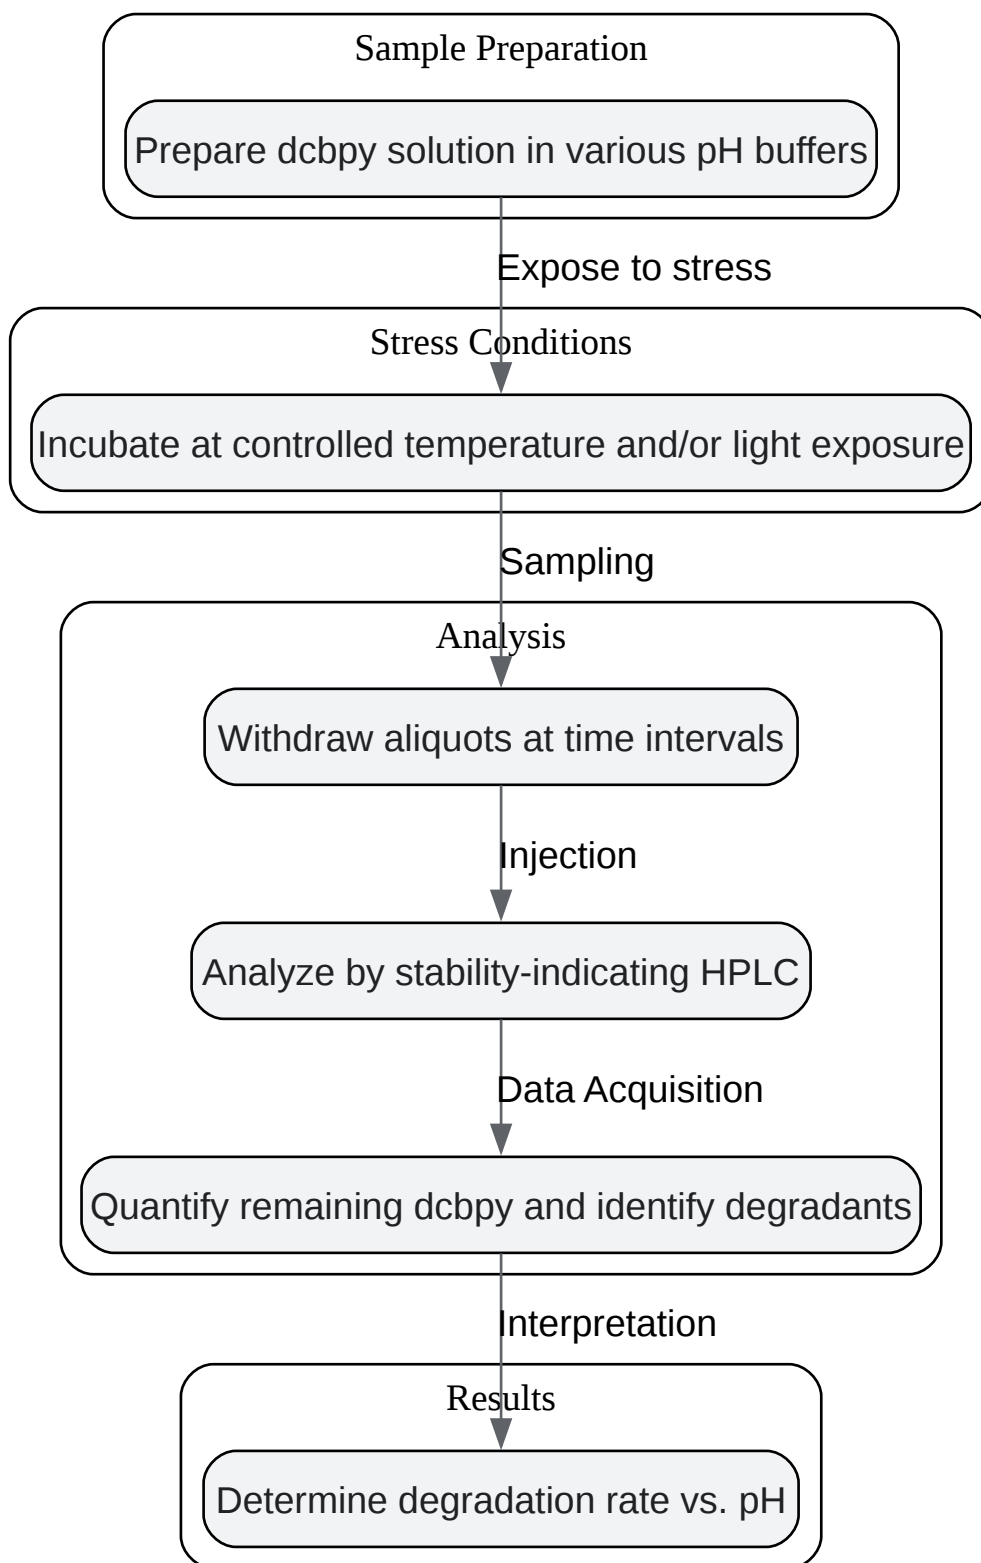 Sample Preparation
Prepare dcbpy solution in various pH buffers
Expose to stress
Stress Conditions
Incubate at controlled temperature and/or light exposure
Sampling
Analysis
Withdraw aliquots at time intervals
Injection
Analyze by stability-indicating HPLC
Data Acquisition
Quantify remaining dcbpy and identify degradants
Interpretation
Results
Determine degradation rate vs. pH